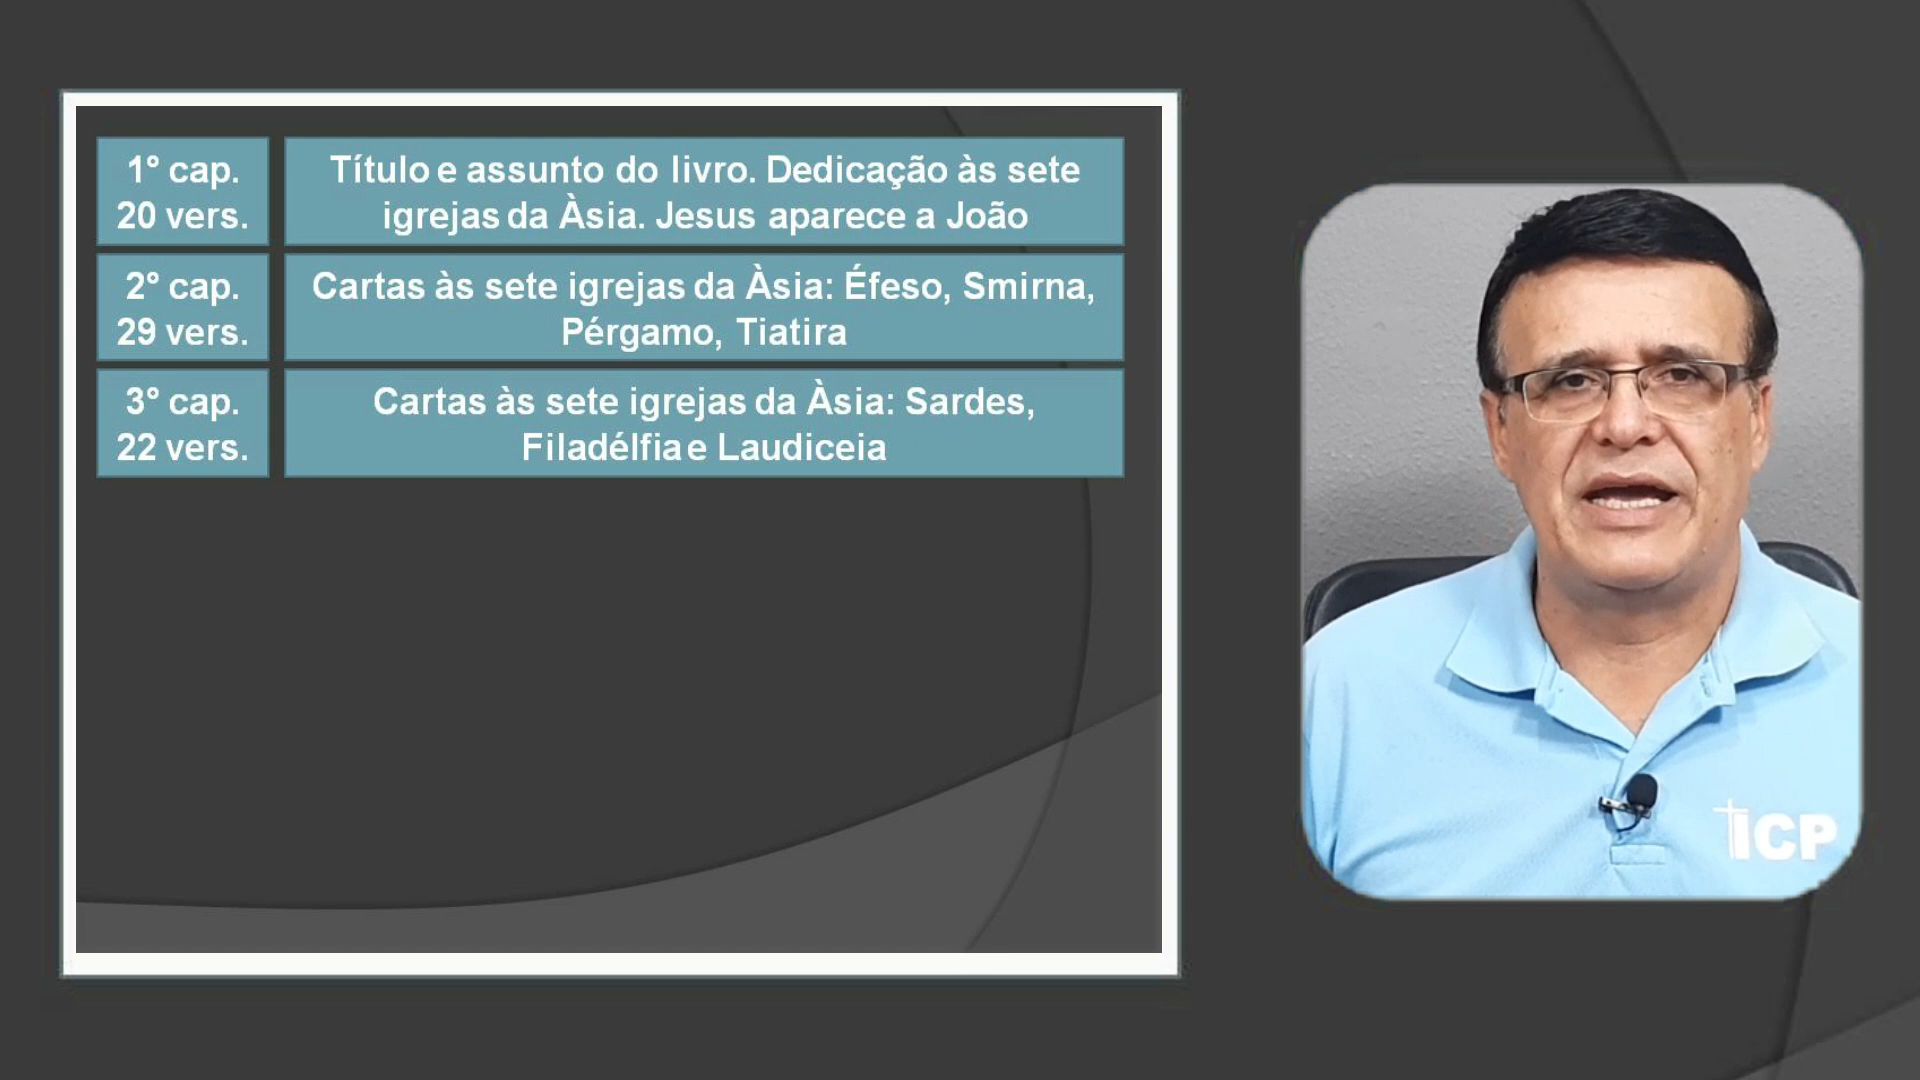 1° cap.
20 vers.
Título e assunto do livro. Dedicação às sete
igrejas da Àsia. Jesus aparece a João
2° cap.
29 vers.
Cartas às sete igrejas da Àsia: Éfeso, Smirna,
Pérgamo, Tiatira
3° cap.
22 vers.
Cartas às sete igrejas da Àsia: Sardes,
Filadélfia e Laudiceia
ICP